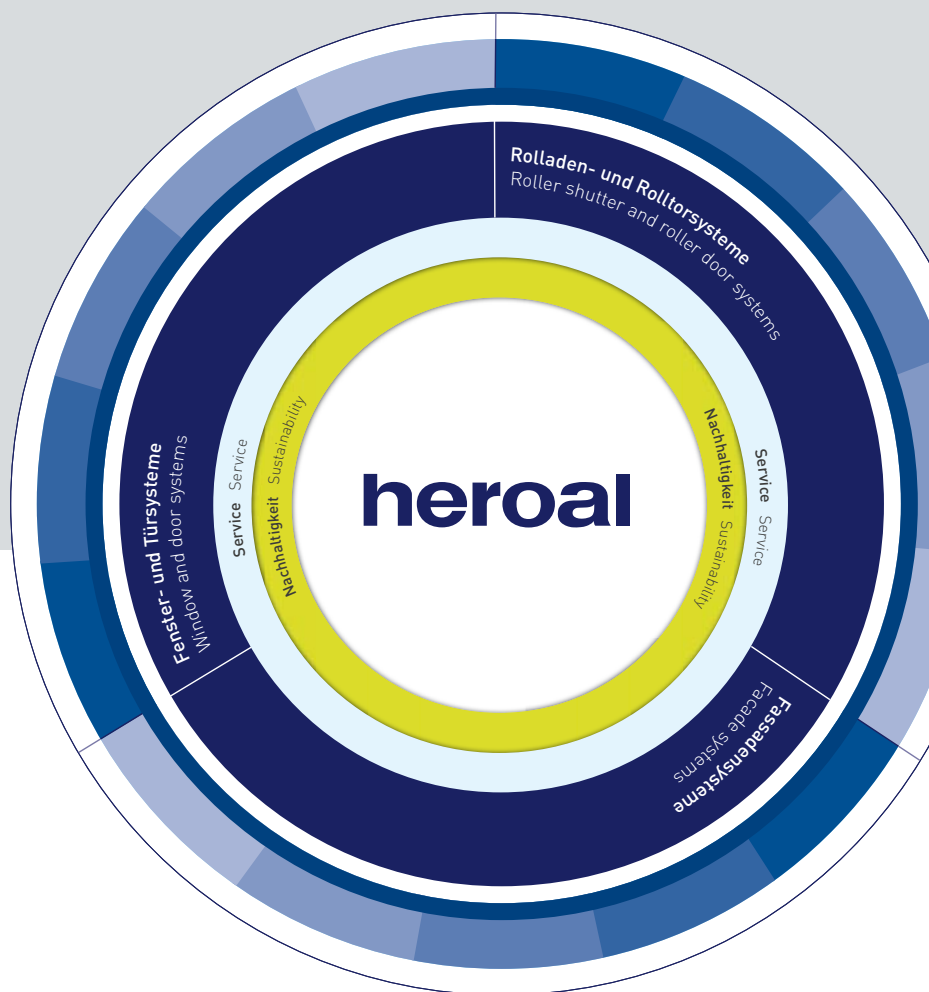 Rolladen- und Rolltorsysteme
Roller shutter and roller door systems
Fenster- und Türsysteme
Window and door systems
Service Service
Nachhaltigkeit Sustainability
heroal
Nachhaltigkeit Sustainability
Service Service
Fassadensysteme
Facade systems